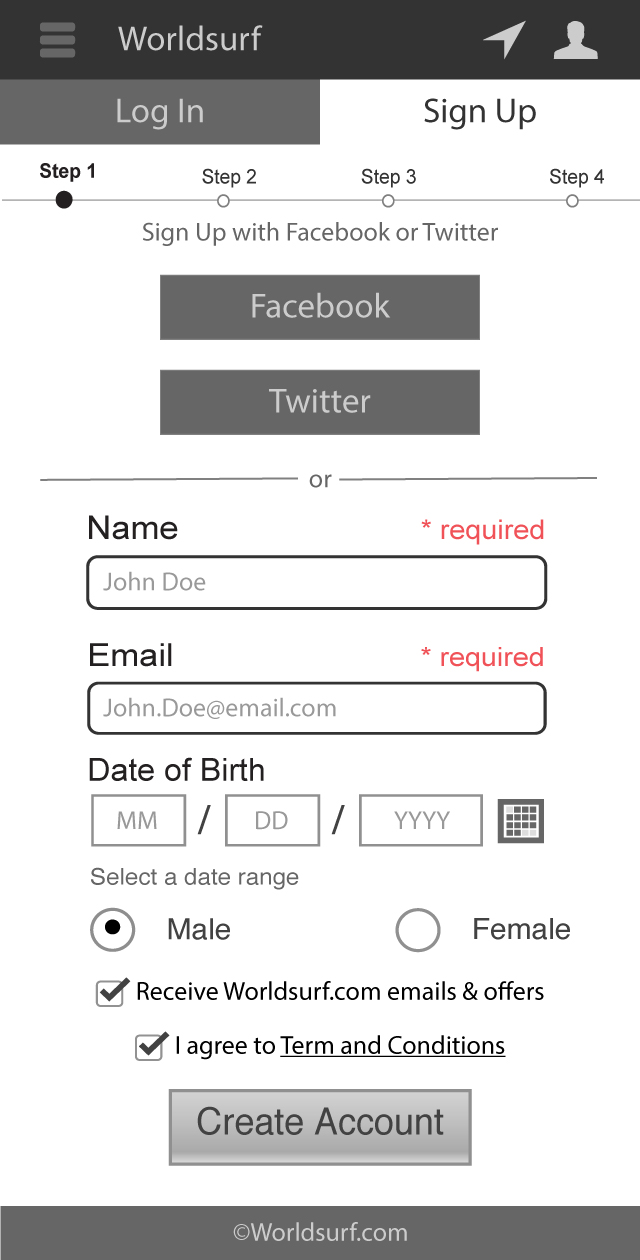 Worldsurf
Log In Sign Up
Step 1 Step 2 Step 3 Step 4
Sign Up with Facebook or Twitter
Facebook
Twitter
or
Name * required
John Doe
Email * required
John.Doe@email.com
Date of Birth
MM / DD / YYYY
Select a date range
Male Female
Receive Worldsurf.com emails & offers
I agree to Term and Conditions
Create Account
©Worldsurf.com